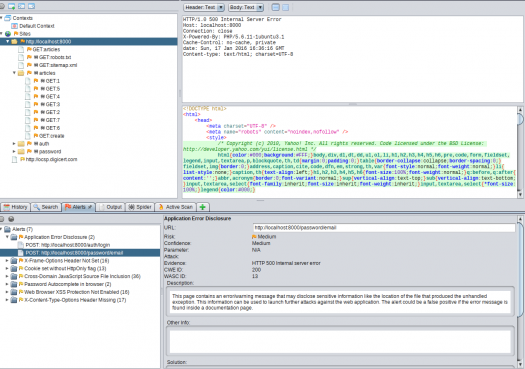 Contexts
Default Context
Sites
http://localhost:8000
GET:articles
GET:robots.txt
GET:sitemap.xml
articles
GET:1
GET:5
GET:4
GET:3
GET:2
GET:7
GET:8
GET:6
GET:create
auth
password
http://ocsp.digicert.com
Header: Text
Body: Text
HTTP/1.0 500 Internal Server Error
Host: localhost:8000
Connection: close
X-Powered-By: PHP/5.6.11-1ubuntu3.1
Cache-Control: no-cache, private
date: Sun, 17 Jan 2016 16:36:16 GMT
Content-type: text/html; charset=UTF-8
<!DOCTYPE html>
<html>
<head>
<meta charset="UTF-8" />
<meta name="robots" content="noindex,nofollow" />
<style>
/* Copyright (c) 2010, Yahoo! Inc. All rights reserved. Code licensed under the BSD License:
http://developer.yahoo.com/yui/license.html */
html{color:#000;background:#FFF;}body,div,dl,dt,dd,ul,ol,li,h1,h2,h3,h4,h5,h6,pre,code,form,fieldset,
legend,input,textarea,p,blockquote,th,td{margin:0;padding:0;}table{border-collapse:collapse;border-spacing:0;}
fieldset,img{border:0;}address,caption,cite,code,dfn,em,strong,th,var{font-style:normal;font-weight:normal;}li{
list-style:none;}caption,th{text-align:left;}h1,h2,h3,h4,h5,h6{font-size:100%;font-weight:normal;}q:before,q:after{
content:'';}abbr,acronym{border:0;font-variant:normal;}sup{vertical-align:text-top;}sub{vertical-align:text-bottom;
}input,textarea,select{font-family:inherit;font-size:inherit;font-weight:inherit;}input,textarea,select{*font-size:
100%;}legend{color:#000;}
History
Search
Alerts
Output
Spider
Active Scan
Alerts (7)
Application Error Disclosure (2)
POST: http://localhost:8000/auth/login
POST: http://localhost:8000/password/email
X-Frame-Options Header Not Set (16)
Cookie set without HttpOnly flag (13)
Cross-Domain JavaScript Source File Inclusion (36)
Password Autocomplete in browser (2)
Web Browser XSS Protection Not Enabled (16)
X-Content-Type-Options Header Missing (17)
Application Error Disclosure
URL: http://localhost:8000/password/email
Risk: Medium
Confidence: Medium
Parameter: N/A
Attack:
Evidence: HTTP 500 Internal server error
CWE ID: 200
WASC ID: 13
Description:
This page contains an error/warning message that may disclose sensitive information like the location of the file that produced the unhandled
exception. This information can be used to launch further attacks against the web application. The alert could be a false positive if the error message is
found inside a documentation page.
Other Info:
Solution: